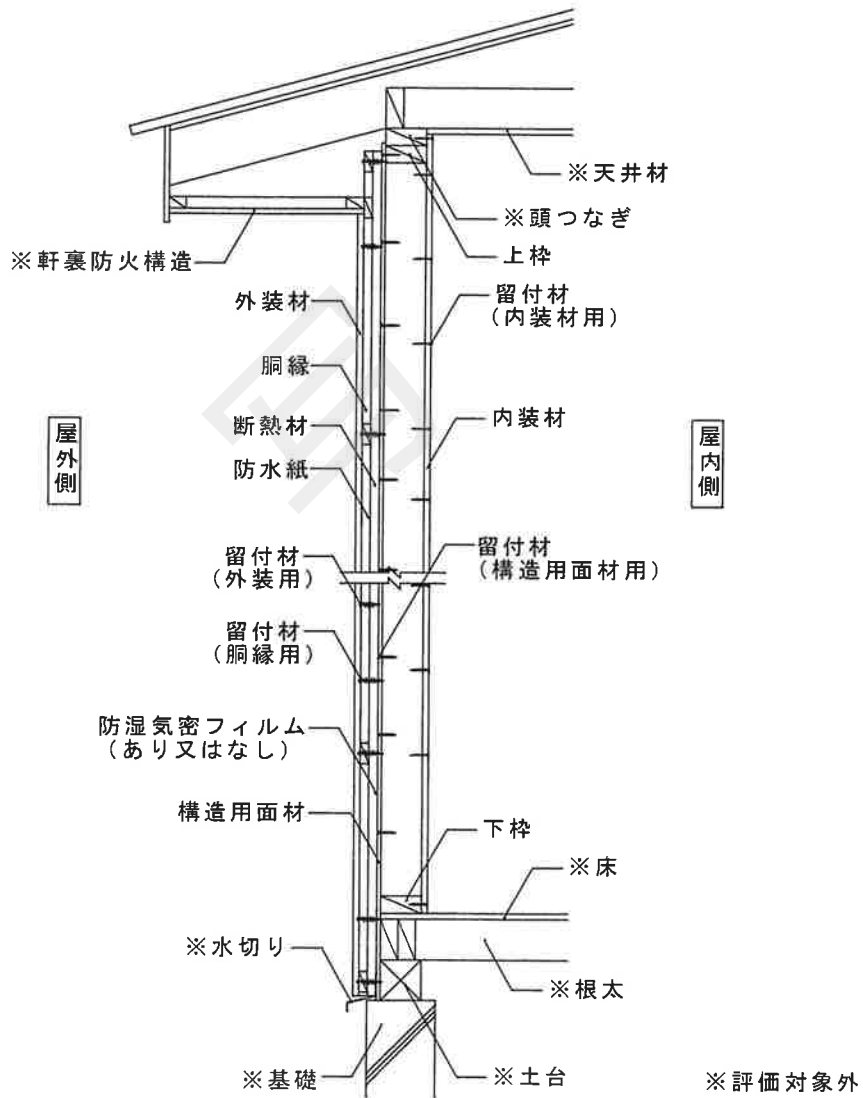 ※天井材
※頭つなぎ
上枠
※軒裏防火構造
留付材
(内装材用)
外装材
胴縁
内装材
断熱材
防水紙
屋外側
屋内側
留付材
(構造用面材用)
留付材
(外装用)
留付材
(胴縁用)
防湿気密フィルム
(あり又はなし)
構造用面材
下枠
※床
※水切り
※根太
※基礎
※土台
※評価対象外
写